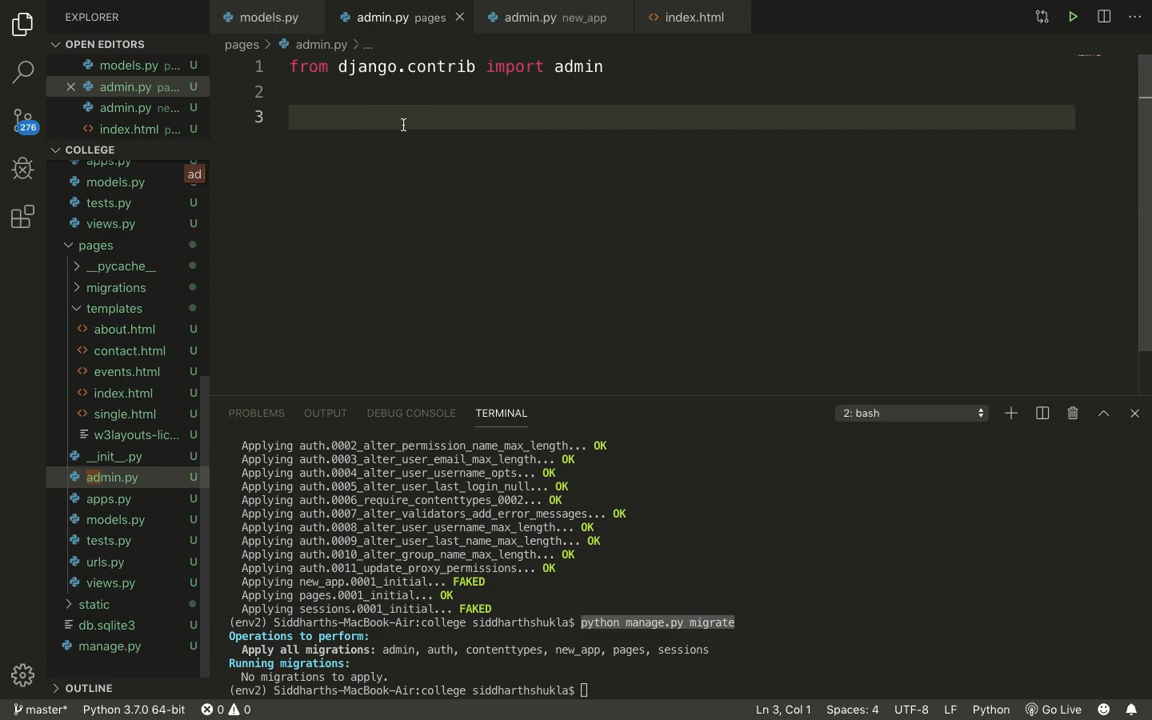 EXPLORER
OPEN EDITORS
models.py p... U
admin.py pa... U
admin.py ne... U
index.html p... U
COLLEGE
apps.py U
ad
models.py
tests.py U
views.py U
pages
__pycache__
migrations
templates
about.html U
contact.html U
events.html U
index.html U
single.html U
w3layouts-lic... U
__init__.py U
admin.py U
apps.py U
models.py U
tests.py U
urls.py U
views.py U
static
db.sqlite3 U
manage.py U
OUTLINE
276
models.py
admin.py pages
admin.py new_app
index.html
pages > admin.py > ...
1 from django.contrib import admin
2
3
PROBLEMS OUTPUT DEBUG CONSOLE TERMINAL 2: bash
Applying auth.0002_alter_permission_name_max_length... OK
Applying auth.0003_alter_user_email_max_length... OK
Applying auth.0004_alter_user_username_opts... OK
Applying auth.0005_alter_user_last_login_null... OK
Applying auth.0006_require_contenttypes_0002... OK
Applying auth.0007_alter_validators_add_error_messages... OK
Applying auth.0008_alter_user_username_max_length... OK
Applying auth.0009_alter_user_last_name_max_length... OK
Applying auth.0010_alter_group_name_max_length... OK
Applying auth.0011_update_proxy_permissions... OK
Applying new_app.0001_initial... FAKED
Applying pages.0001_initial... OK
Applying sessions.0001_initial... FAKED
(env2) Siddharths-MacBook-Air:college siddharthshukla$ python manage.py migrate
Operations to perform:
Apply all migrations: admin, auth, contenttypes, new_app, pages, sessions
Running migrations:
No migrations to apply.
(env2) Siddharths-MacBook-Air:college siddharthshukla$
master* Python 3.7.0 64-bit 0 0 Ln 3, Col 1 Spaces: 4 UTF-8 LF Python Go Live